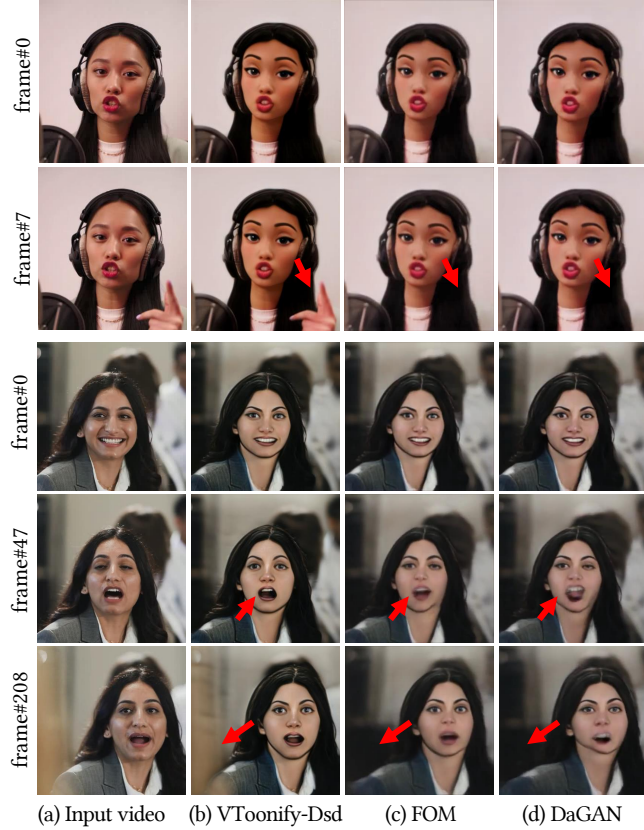 frame#0
frame#7
frame#0
frame#47
frame#208
(a) Input video (b) VToonify-Dsd (c) FOM (d) DaGAN